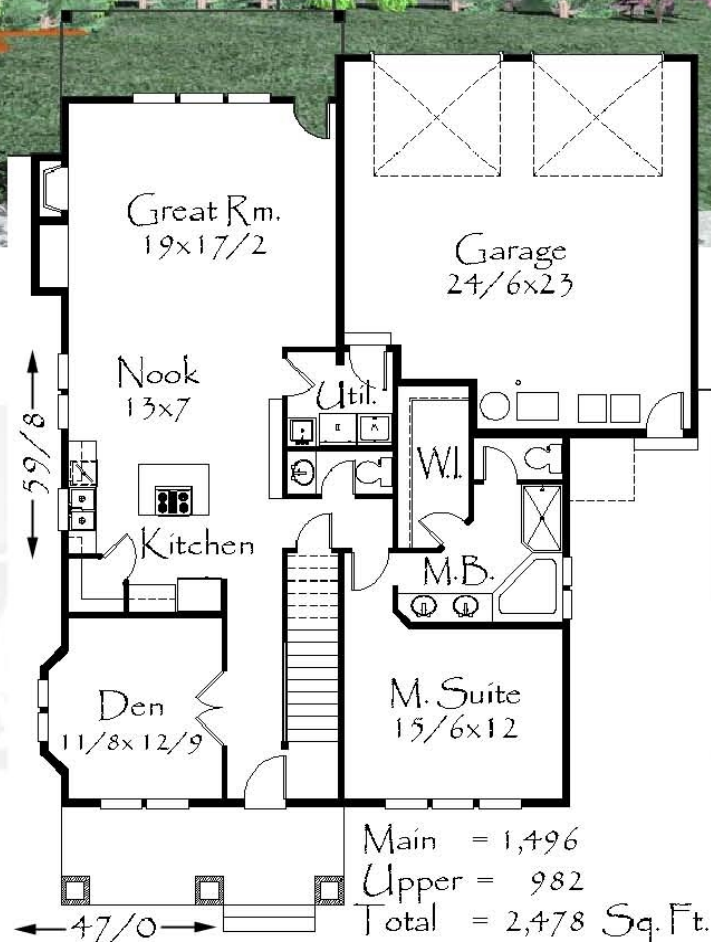 Great Rm.
19x17/2
Garage
24/6x23
Nook
13x7
Util.
59/8
W.I.
Kitchen
M.B.
Den
11/8x12/9
M. Suite
15/6x12
Main = 1,496
Upper = 982
Total = 2,478 Sq. Ft.
47/0